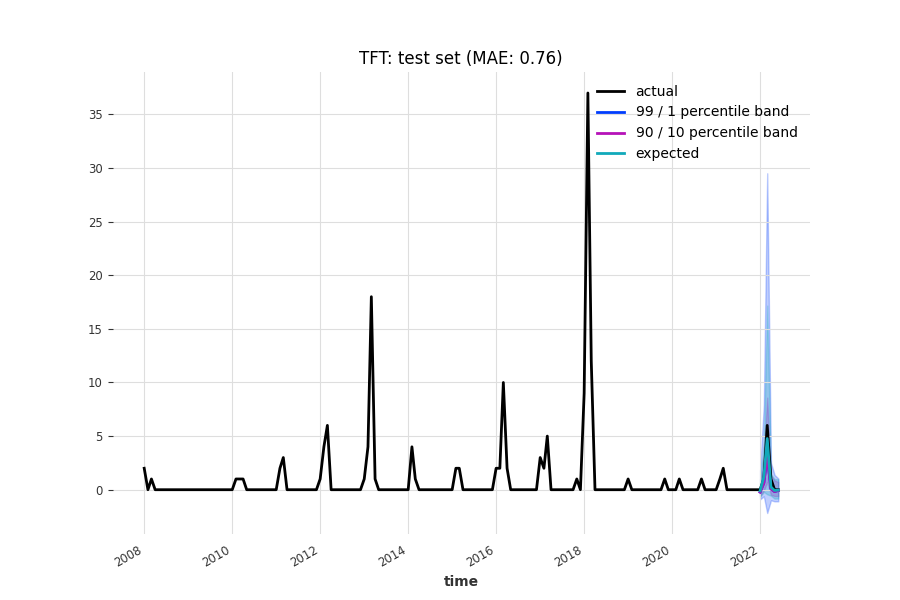 TFT: test set (MAE: 0.76)
actual
99 / 1 percentile band
90 / 10 percentile band
expected
35
30
25
20
15
10
5
0
2008
2010
2012
2014
2016
2018
2020
2022
time